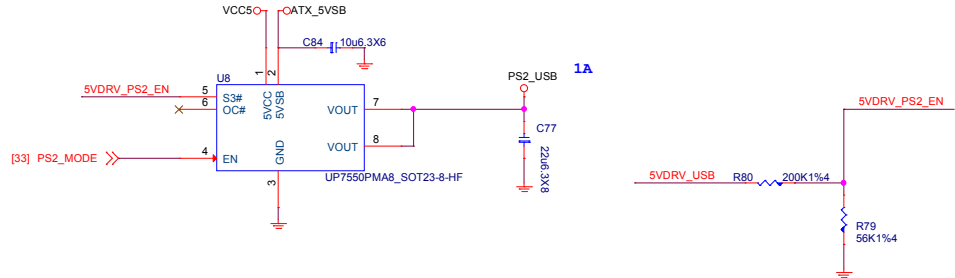 VCC5 ATX_5VSB
C84 10u6.3X6
PS2_USB 1A
U8
1 2
5VDRV_PS2_EN 5 S3# 5VCC 5VSB VOUT 7
6 OC#
5VDRV_PS2_EN
C77
22u6.3X8
[33] PS2_MODE 4 EN GND VOUT 8
3 UP7550PMA8_SOT23-8-HF
5VDRV_USB R80 200K1%4
R79
56K1%4